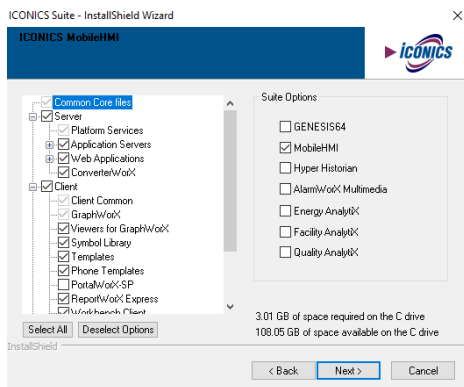 ICONICS Suite - InstallShield Wizard
ICONICS MobileHMI
ICONICS
Common Core files
Server
Platform Services
Application Servers
Web Applications
ConverterWorX
Client
Client Common
GraphWorX
Viewers for GraphWorX
Symbol Library
Templates
Phone Templates
PortalWorX-SP
ReportWorX Express
Workbench Client
Select All
Deselect Options
Suite Options
GENESIS64
MobileHMI
Hyper Historian
AlarmWorX Multimedia
Energy AnalytiX
Facility AnalytiX
Quality AnalytiX
3.01 GB of space required on the C drive
108.05 GB of space available on the C drive
InstallShield
< Back
Next >
Cancel